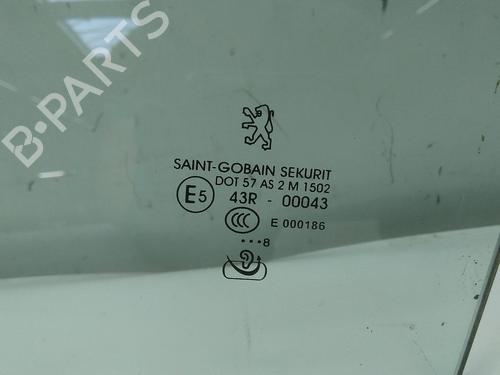 B-PARTS
SAINT-GOBAIN SEKURIT
DOT 57 AS 2 M 1502
E5 43R - 00043
CCC E 000186
•••8